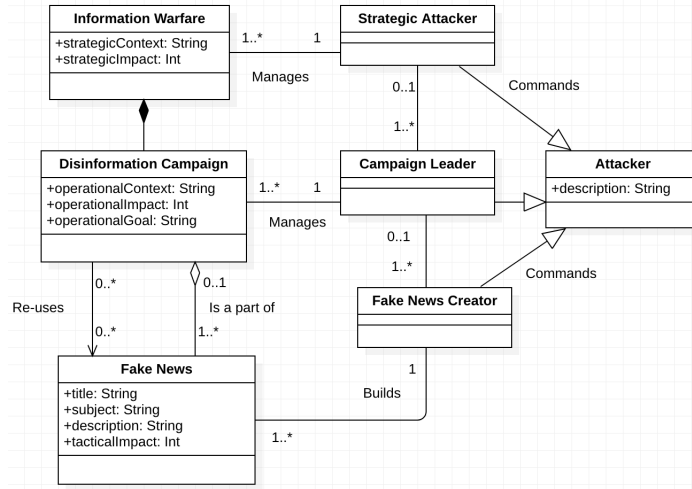 Information Warfare
+strategicContext: String
+strategicImpact: Int
1..*
1
Manages
Strategic Attacker
0..1
1..*
Commands
Disinformation Campaign
+operationalContext: String
+operationalImpact: Int
+operationalGoal: String
1..*
1
Manages
Campaign Leader
Attacker
+description: String
0..1
1..*
Commands
0..*
0..1
Re-uses
Is a part of
0..*
1..*
Fake News Creator
Fake News
+title: String
+subject: String
+description: String
+tacticalImpact: Int
1
Builds
1..*